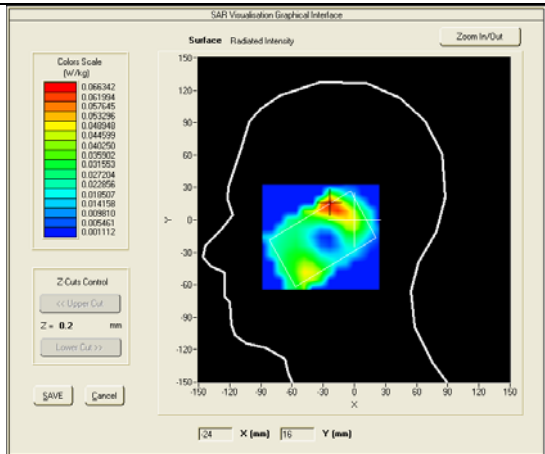 SAR Visualisation Graphical Interface
Surface Radiated Intensity
Zoom In/Out
Colors Scale
(W/kg)
0.066342
0.061994
0.057645
0.053296
0.048948
0.044599
0.040250
0.035902
0.031553
0.027204
0.022856
0.018507
0.014158
0.009810
0.005461
0.001112
Z Cuts Control
<< Upper Cut
Z = 0.2 mm
Lower Cut >>
SAVE Cancel
150-
120-
90-
60-
30-
Y 0-
-30-
-60-
-90-
-120-
-150-
-150 -120 -90 -60 -30 0 30 60 90 120 150
X
-24 X (mm) 16 Y (mm)